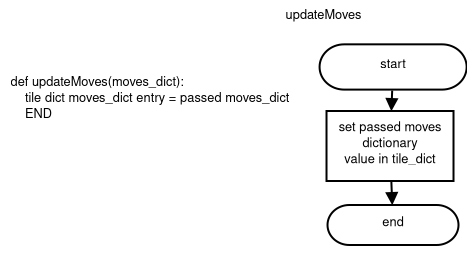 updateMoves
def updateMoves(moves_dict):
tile dict moves_dict entry = passed moves_dict
END
start
set passed moves
dictionary
value in tile_dict
end